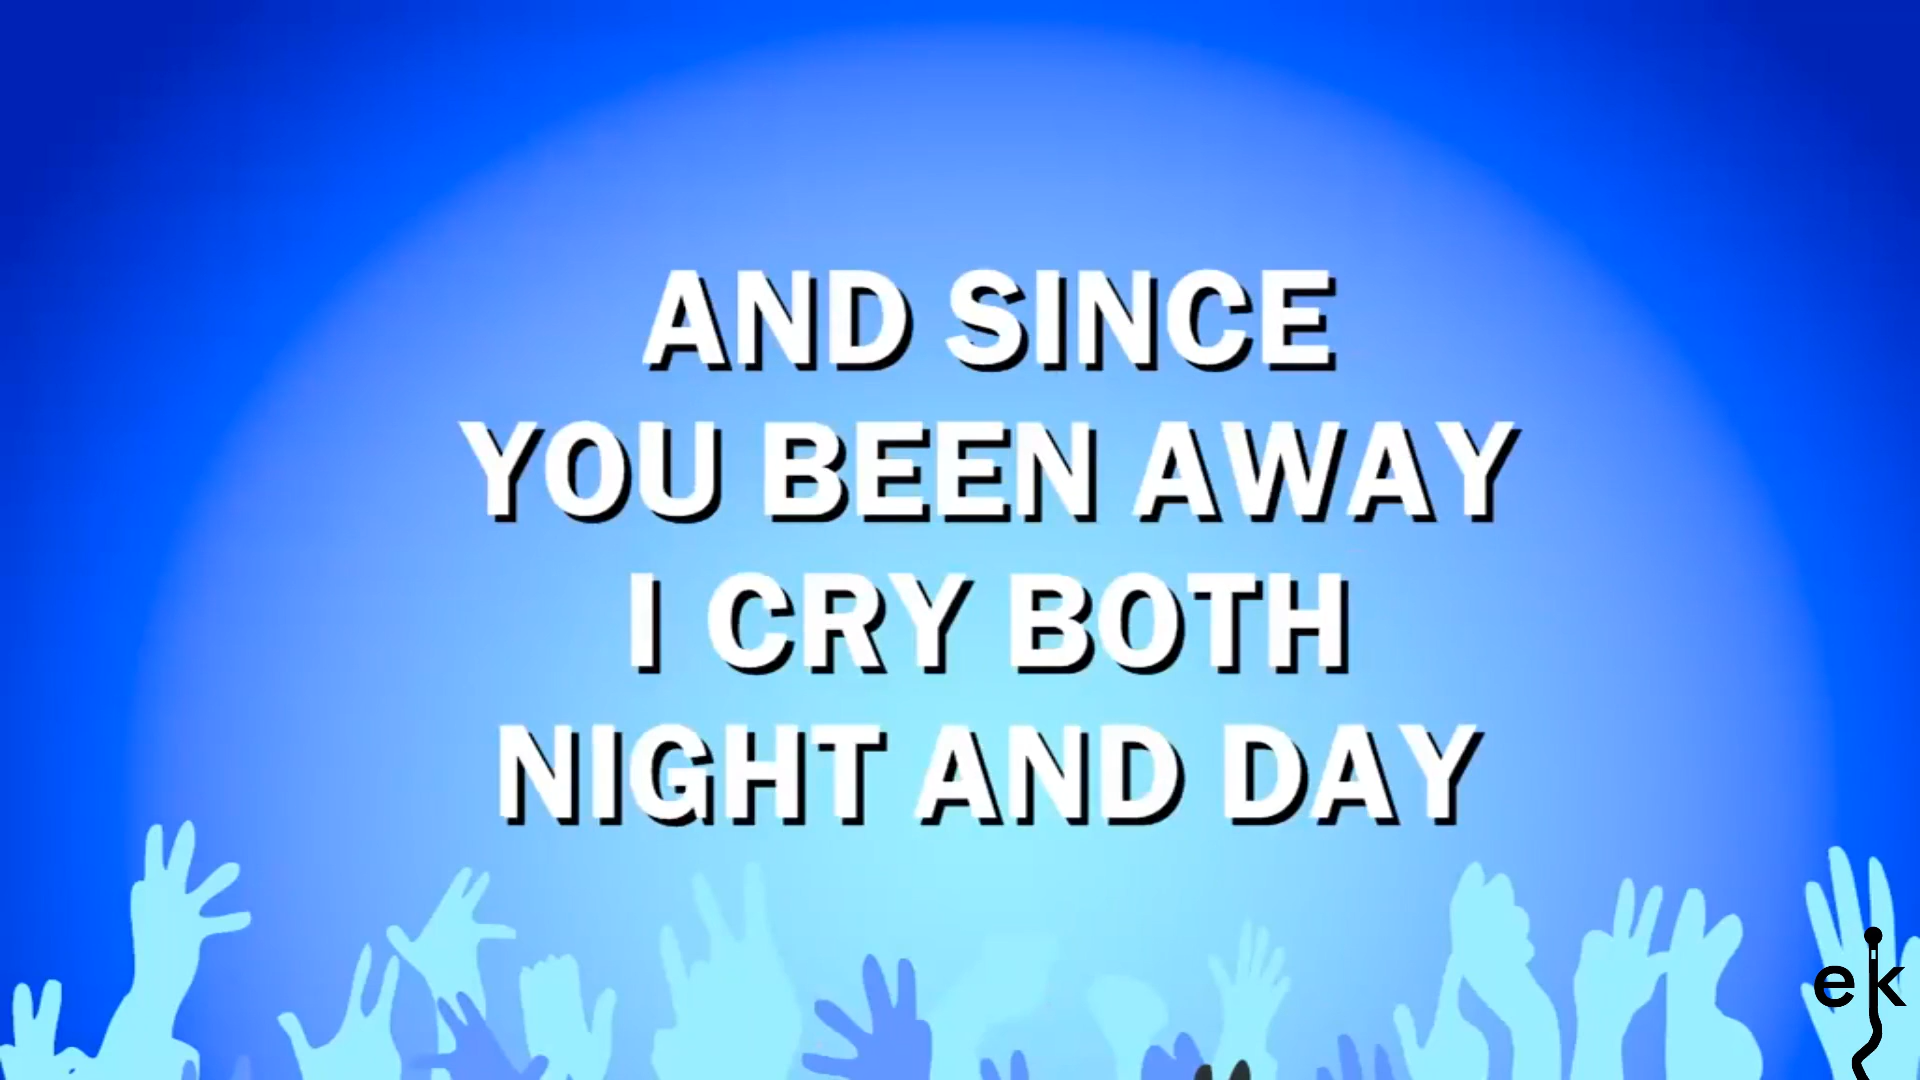 AND SINCE
YOU BEEN AWAY
I CRY BOTH
NIGHT AND DAY
ek